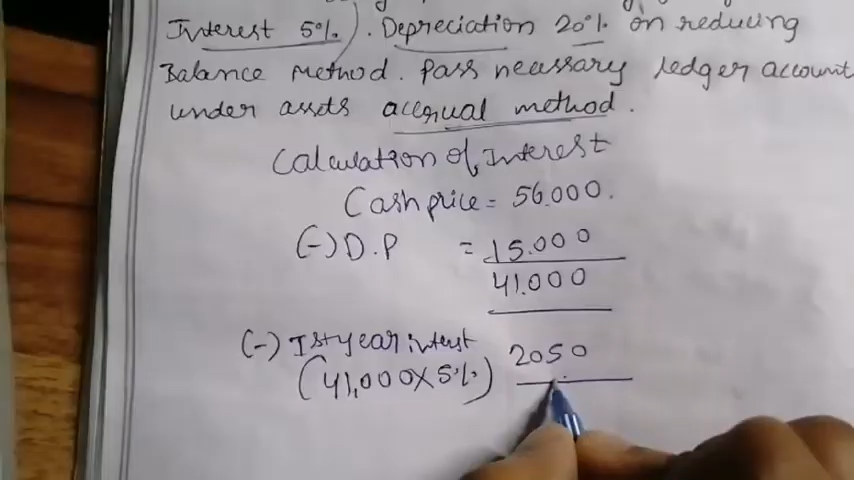 Interest 5%). Depreciation 20% on reducing
Balance method. Pass necessary ledger account
under assets accrual method.
Calculation of Interest
Cash price = 56.000.
(-) D.P = 15.000
41.000
(-) Ist year interst 2050
(41,000 X 5%)